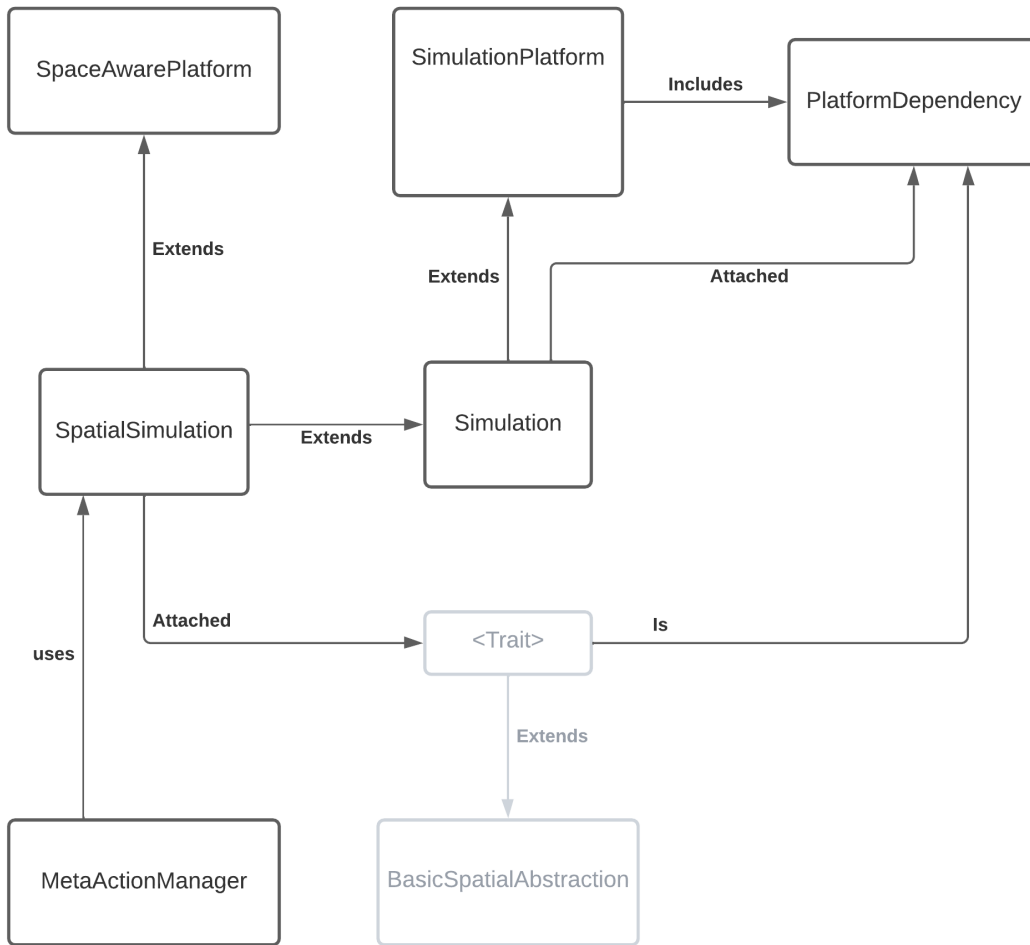 SpaceAwarePlatform
SimulationPlatform
Includes
PlatformDependency
Extends
Extends
Attached
SpatialSimulation
Extends
Simulation
Attached
<Trait>
Is
uses
Extends
MetaActionManager
BasicSpatialAbstraction